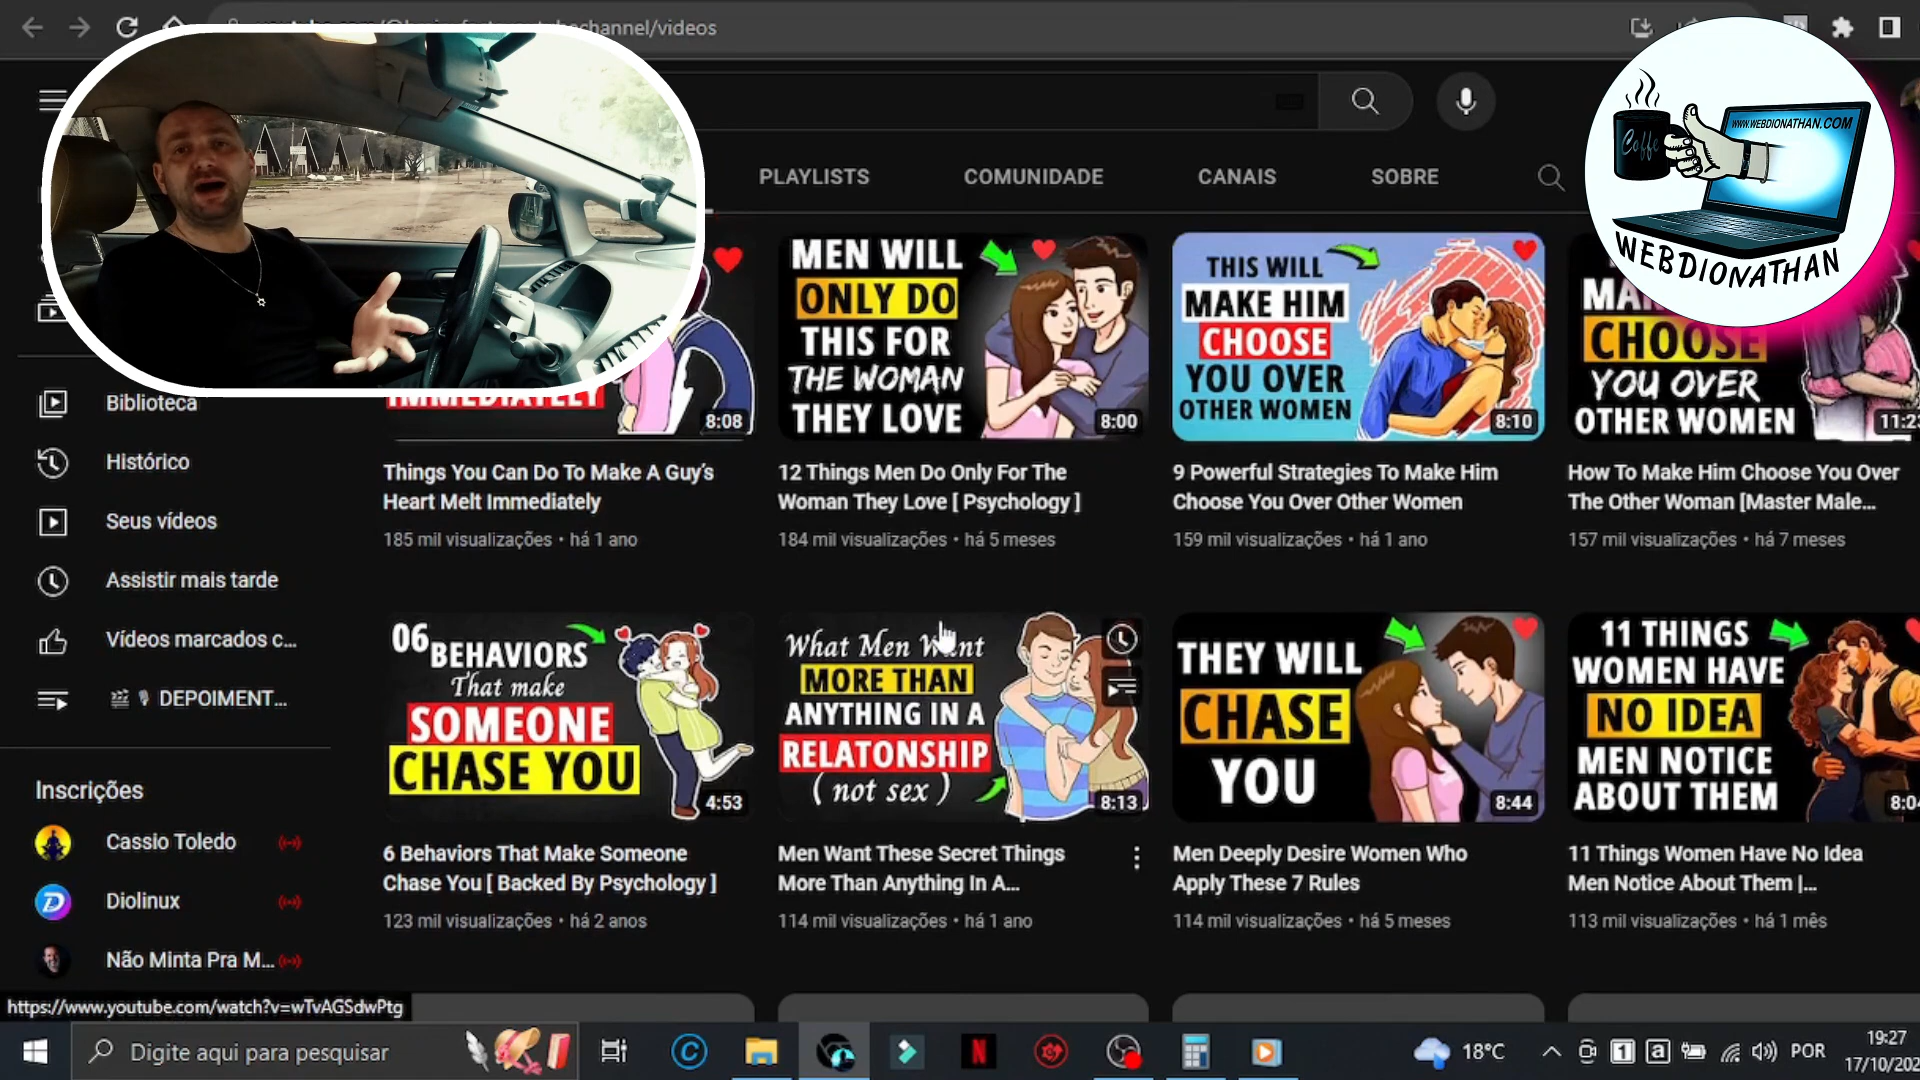 channel/videos
PLAYLISTS
COMUNIDADE
CANAIS
SOBRE
Coffe
WWW.WEBDIONATHAN.COM
WEBDIONATHAN
Biblioteca
Histórico
Seus vídeos
Assistir mais tarde
Vídeos marcados c...
DEPOIMENT...
Inscrições
Cassio Toledo
Diolinux
Não Minta Pra M...
IMMEDIATELY
8:08
Things You Can Do To Make A Guy's
Heart Melt Immediately
185 mil visualizações • há 1 ano
MEN WILL
ONLY DO
THIS FOR
THE WOMAN
THEY LOVE
8:00
12 Things Men Do Only For The
Woman They Love [ Psychology ]
184 mil visualizações • há 5 meses
THIS WILL
MAKE HIM
CHOOSE
YOU OVER
OTHER WOMEN
8:10
9 Powerful Strategies To Make Him
Choose You Over Other Women
159 mil visualizações • há 1 ano
CHOOSE
YOU OVER
OTHER WOMEN
How To Make Him Choose You Over
The Other Woman [Master Male...
157 mil visualizações • há 7 meses
06 BEHAVIORS
That make
SOMEONE
CHASE YOU
4:53
6 Behaviors That Make Someone
Chase You [ Backed By Psychology ]
123 mil visualizações • há 2 anos
What Men Want
MORE THAN
ANYTHING IN A
RELATONSHIP
( not sex )
8:13
Men Want These Secret Things
More Than Anything In A...
114 mil visualizações • há 1 ano
THEY WILL
CHASE
YOU
8:44
Men Deeply Desire Women Who
Apply These 7 Rules
114 mil visualizações • há 5 meses
11 THINGS
WOMEN HAVE
NO IDEA
MEN NOTICE
ABOUT THEM
8:04
11 Things Women Have No Idea
Men Notice About Them |...
113 mil visualizações • há 1 mês
https://www.youtube.com/watch?v=wTvAGSdwPtg
Digite aqui para pesquisar
18°C
POR
19:27
17/10/202